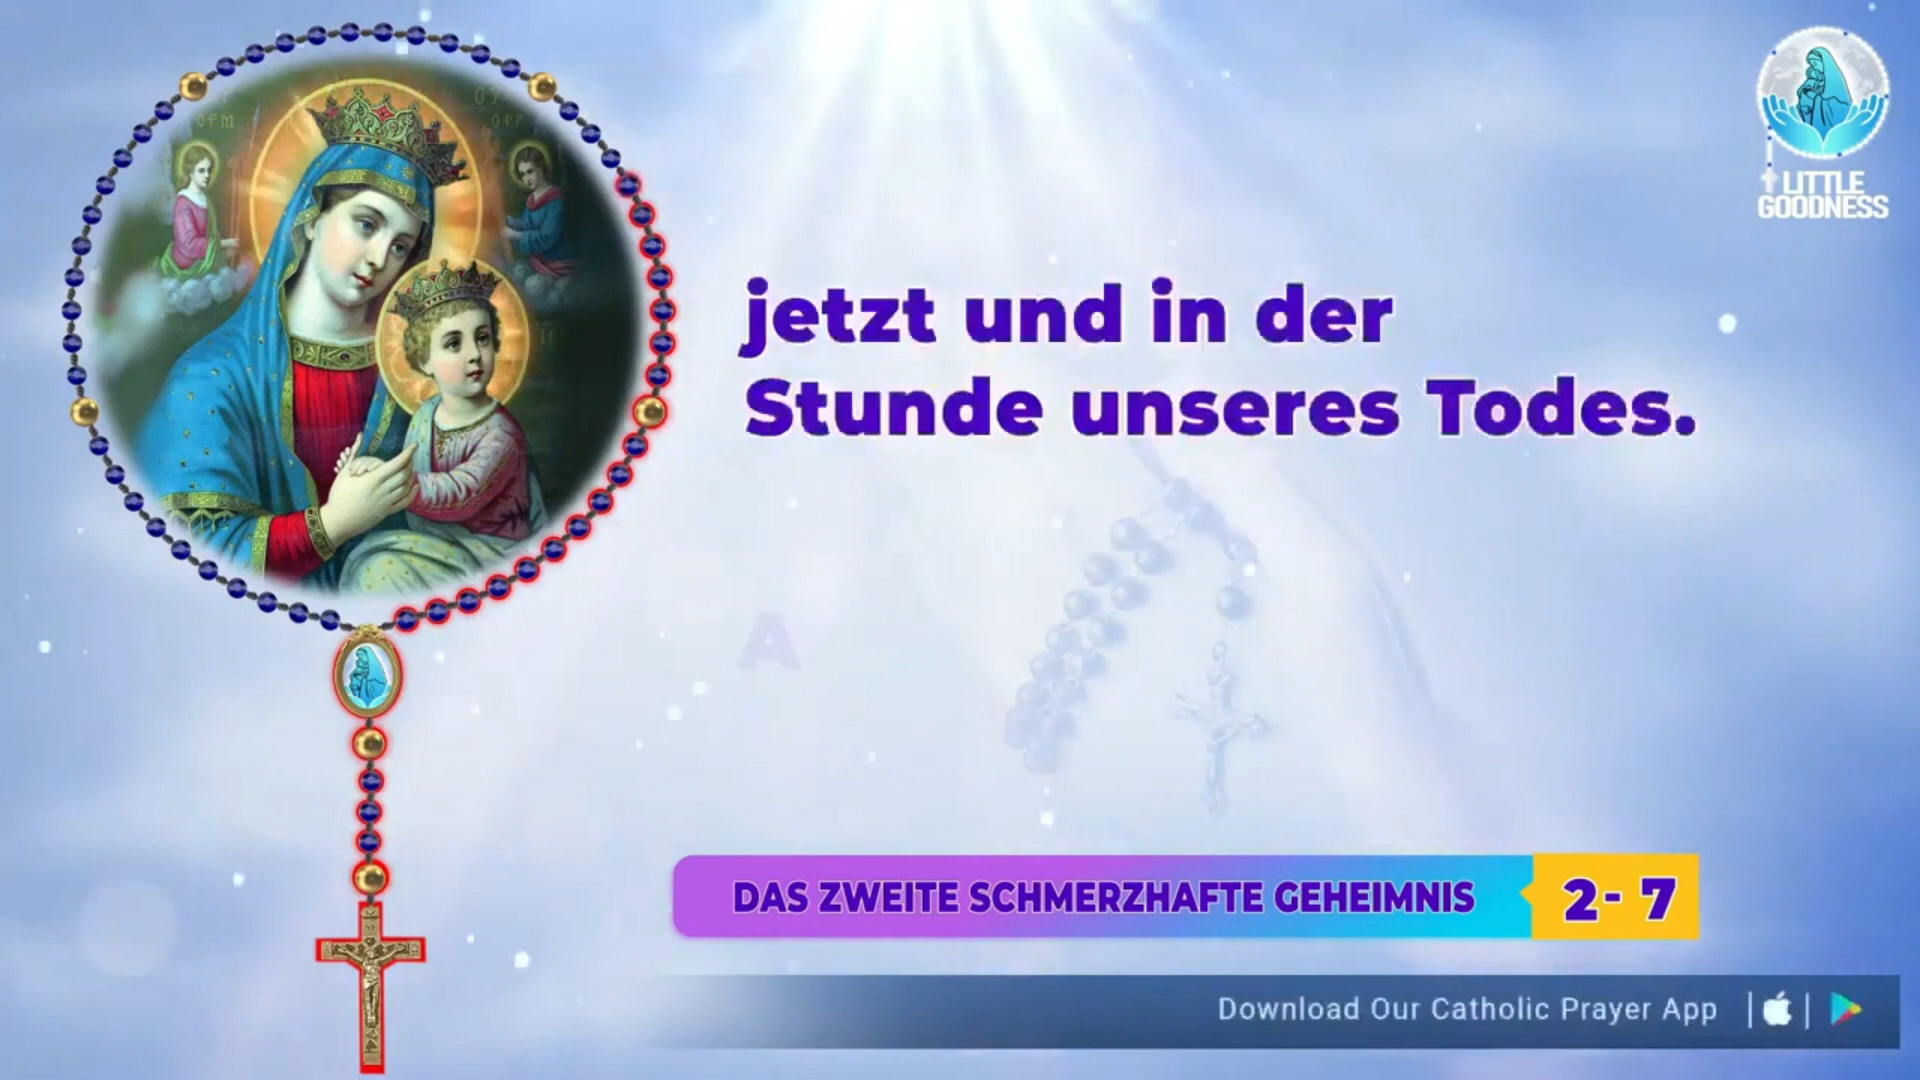 LITTLE
GOODNESS
jetzt und in der
Stunde unseres Todes.
A
DAS ZWEITE SCHMERZHAFTE GEHEIMNIS
2- 7
Download Our Catholic Prayer App